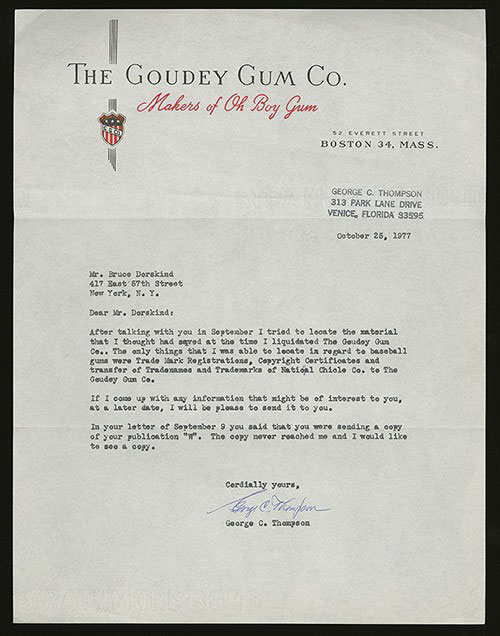 THE GOUDEY GUM CO.
Makers of Oh Boy Gum
52 EVERETT STREET
BOSTON 34, MASS.
GEORGE C. THOMPSON
313 PARK LANE DRIVE
VENICE, FLORIDA 33595
October 25, 1977
Mr. Bruce Dorskind
417 East 57th Street
New York, N. Y.
Dear Mr. Dorskind:
After talking with you in September I tried to locate the material
that I thought had saved at the time I liquidated The Goudey Gum
Co.. The only things that I was able to locate in regard to baseball
gums were Trade Mark Registrations, Copyright Certificates and
transfer of Tradenames and Trademarks of National Chicle Co. to The
Goudey Gum Co.
If I come up with any information that might be of interest to you,
at a later date, I will be please to send it to you.
In your letter of September 9 you said that you were sending a copy
of your publication "W". The copy never reached me and I would like
to see a copy.
Cordially yours,
George C. Thompson
George C. Thompson